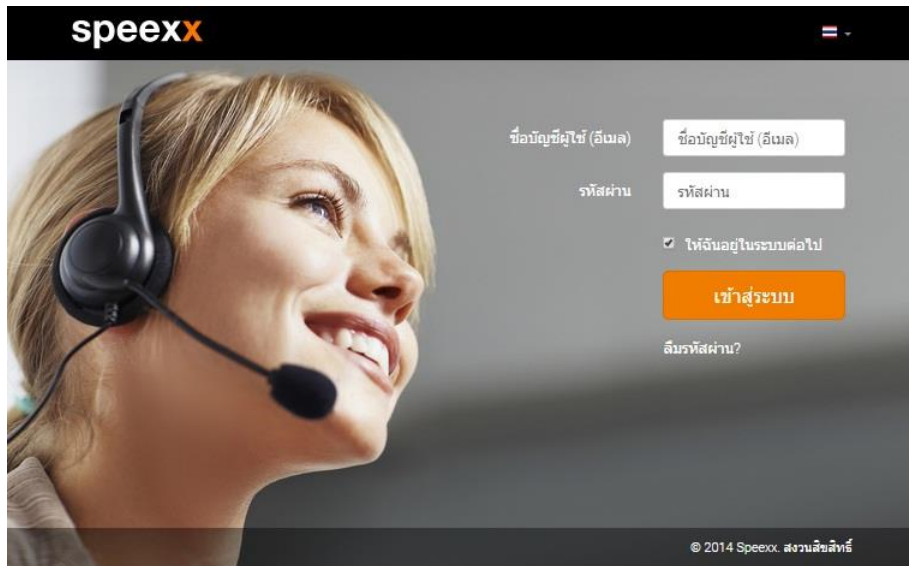 speexx
ชื่อบัญชีผู้ใช้ (อีเมล)
ชื่อบัญชีผู้ใช้ (อีเมล)
รหัสผ่าน
รหัสผ่าน
ให้ฉันอยู่ในระบบต่อไป
เข้าสู่ระบบ
ลืมรหัสผ่าน?
© 2014 Speexx. สงวนสิขสิทธิ์